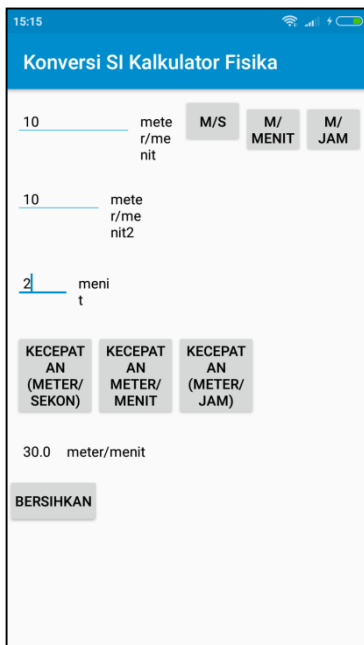 15:15
Konversi SI Kalkulator Fisika
10
mete
r/me
nit
M/S
M/
MENIT
M/
JAM
10
mete
r/me
nit2
2
meni
t
KECEPAT
AN
(METER/
SEKON)
KECEPAT
AN
METER/
MENIT
KECEPAT
AN
(METER/
JAM)
30.0 meter/menit
BERSIHKAN